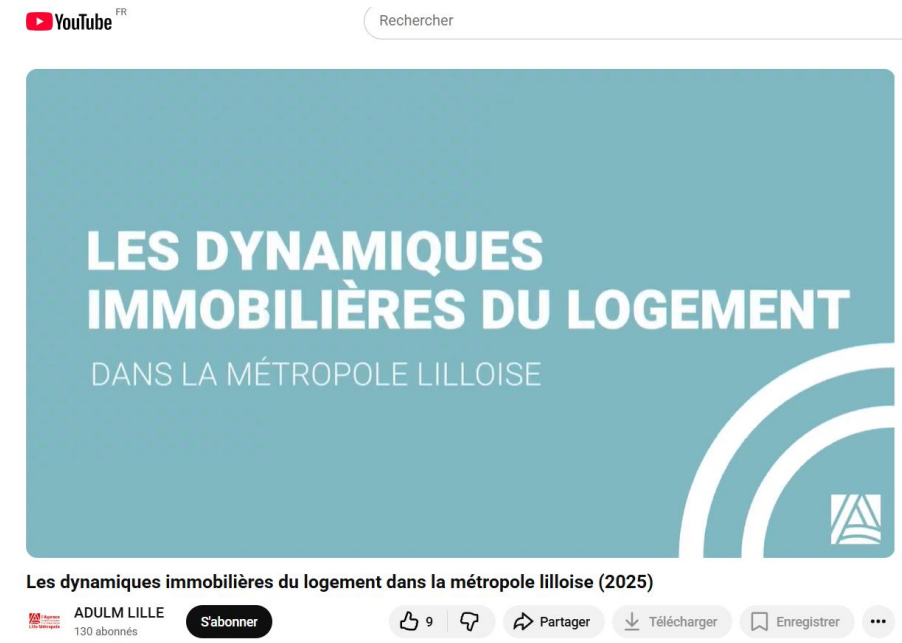 YouTube FR
Rechercher
LES DYNAMIQUES
IMMOBILIÈRES DU LOGEMENT
DANS LA MÉTROPOLE LILLOISE
Les dynamiques immobilières du logement dans la métropole lilloise (2025)
ADULM LILLE
130 abonnés
S'abonner
9
Partager
Télécharger
Enregistrer